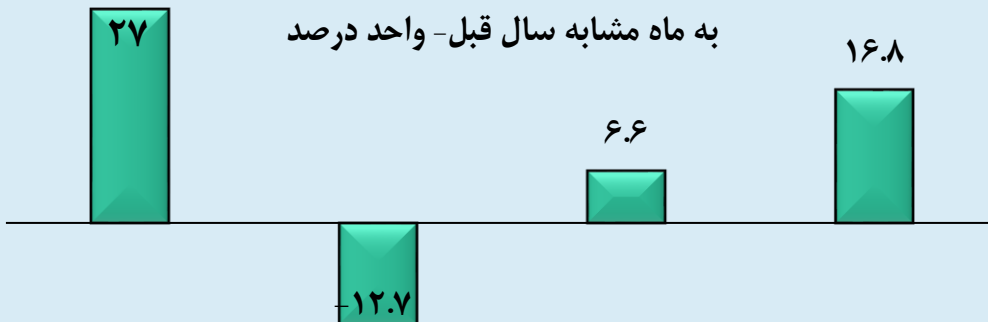 به ماه مشابه سال قبل- واحد درصد
۲۷
۱۶.۸
۶.۶
-۱۲.۷